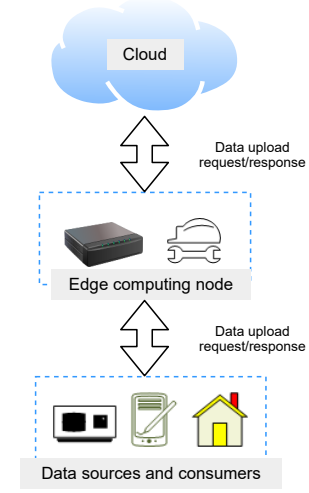 Cloud
Data upload
request/response
Edge computing node
Data upload
request/response
Data sources and consumers